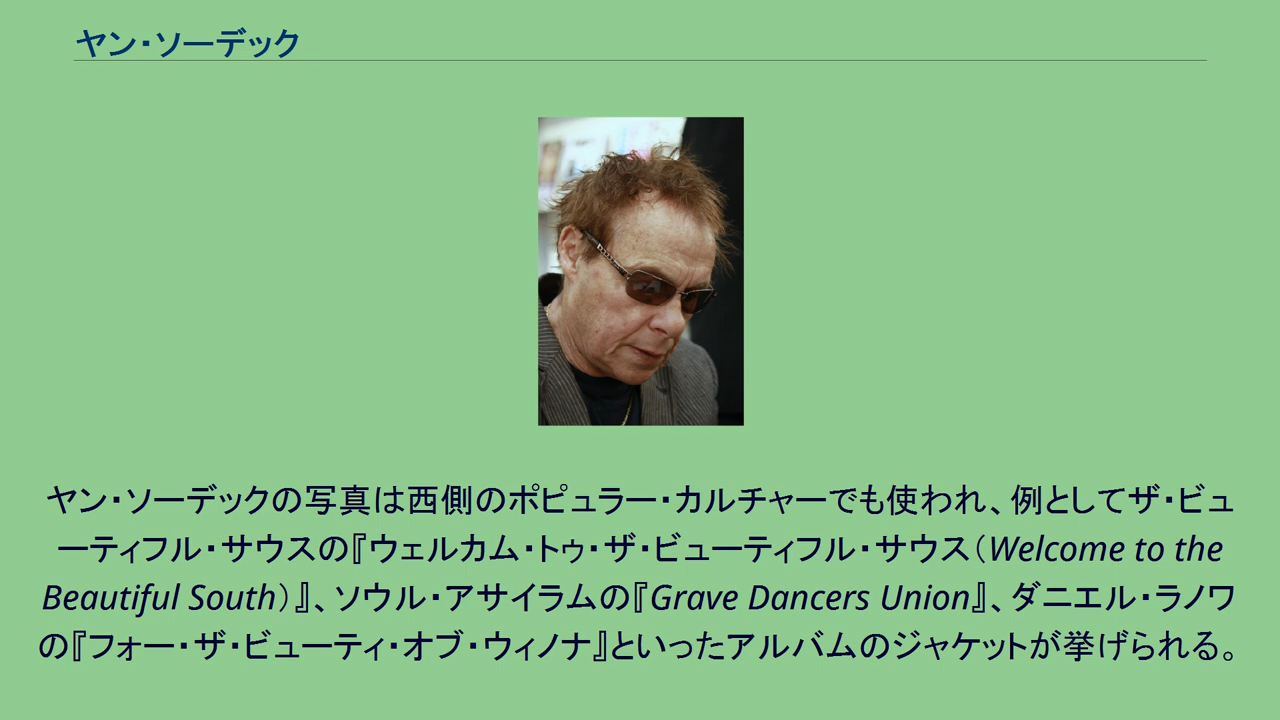 ヤン・ソーデック
ヤン・ソーデックの写真は西側のポピュラー・カルチャーでも使われ、例としてザ・ビュ
ーティフル・サウスの『ウェルカム・トゥ・ザ・ビューティフル・サウス（Welcome to the
Beautiful South）』、ソウル・アサイラムの『Grave Dancers Union』、ダニエル・ラノワ
の『フォー・ザ・ビューティ・オブ・ウィノナ』といったアルバムのジャケットが挙げられる。